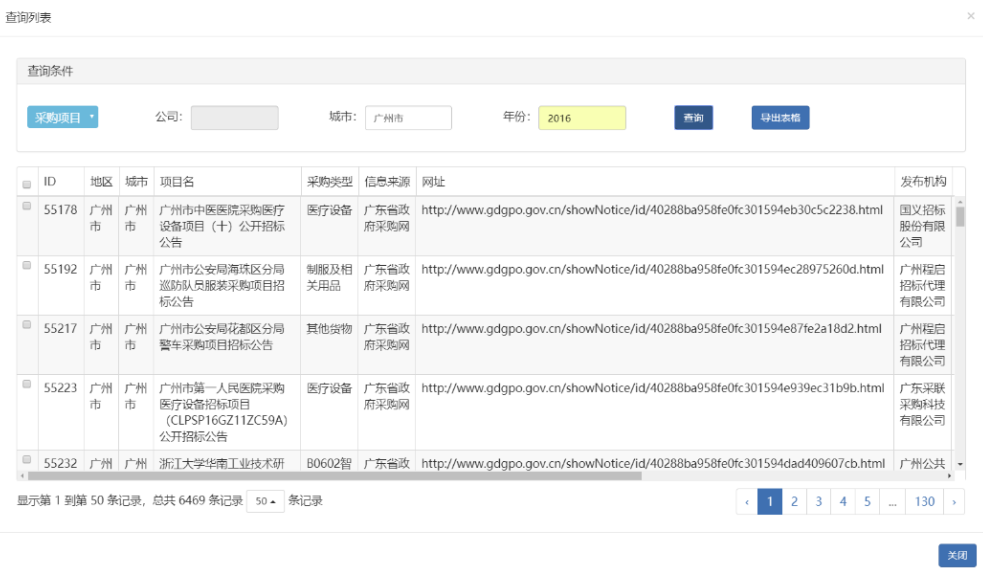 查询列表 ×
查询条件
采购项目 公司: 城市: 广州市 年份: 2016 查询 导出表格
ID 地区 城市 项目名 采购类型 信息来源 网址 发布机构
55178 广州 广州 广州市中医医院采购医疗 医疗设备 广东省政 http://www.gdgpo.gov.cn/showNotice/id/40288ba958fe0fc301594eb30c5c2238.html 国义招标
市 市 设备项目（十）公开招标 府采购网 股份有限
公告 公司
55192 广州 广州 广州市公安局海珠区分局 制服及相 广东省政 http://www.gdgpo.gov.cn/showNotice/id/40288ba958fe0fc301594ec28975260d.html 广州程启
市 市 巡防队员服装采购项目招 关用品 府采购网 招标代理
标公告 有限公司
55217 广州 广州 广州市公安局花都区分局 其他货物 广东省政 http://www.gdgpo.gov.cn/showNotice/id/40288ba958fe0fc301594e87fe2a18d2.html 广州程启
市 市 警车采购项目招标公告 府采购网 招标代理
有限公司
55223 广州 广州 广州市第一人民医院采购 医疗设备 广东省政 http://www.gdgpo.gov.cn/showNotice/id/40288ba958fe0fc301594e939ec31b9b.html 广东采联
市 市 医疗设备招标项目 府采购网 采购科技
（CLPSP16GZ11ZC59A) 有限公司
公开招标公告
55232 广州 广州 浙江大学华南工业技术研 B0602智 广东省政 http://www.gdgpo.gov.cn/showNotice/id/40288ba958fe0fc301594dad409607cb.html 广州公共
显示第 1 到第 50 条记录，总共 6469 条记录 50 条记录 ‹ 1 2 3 4 5 ... 130 ›
关闭